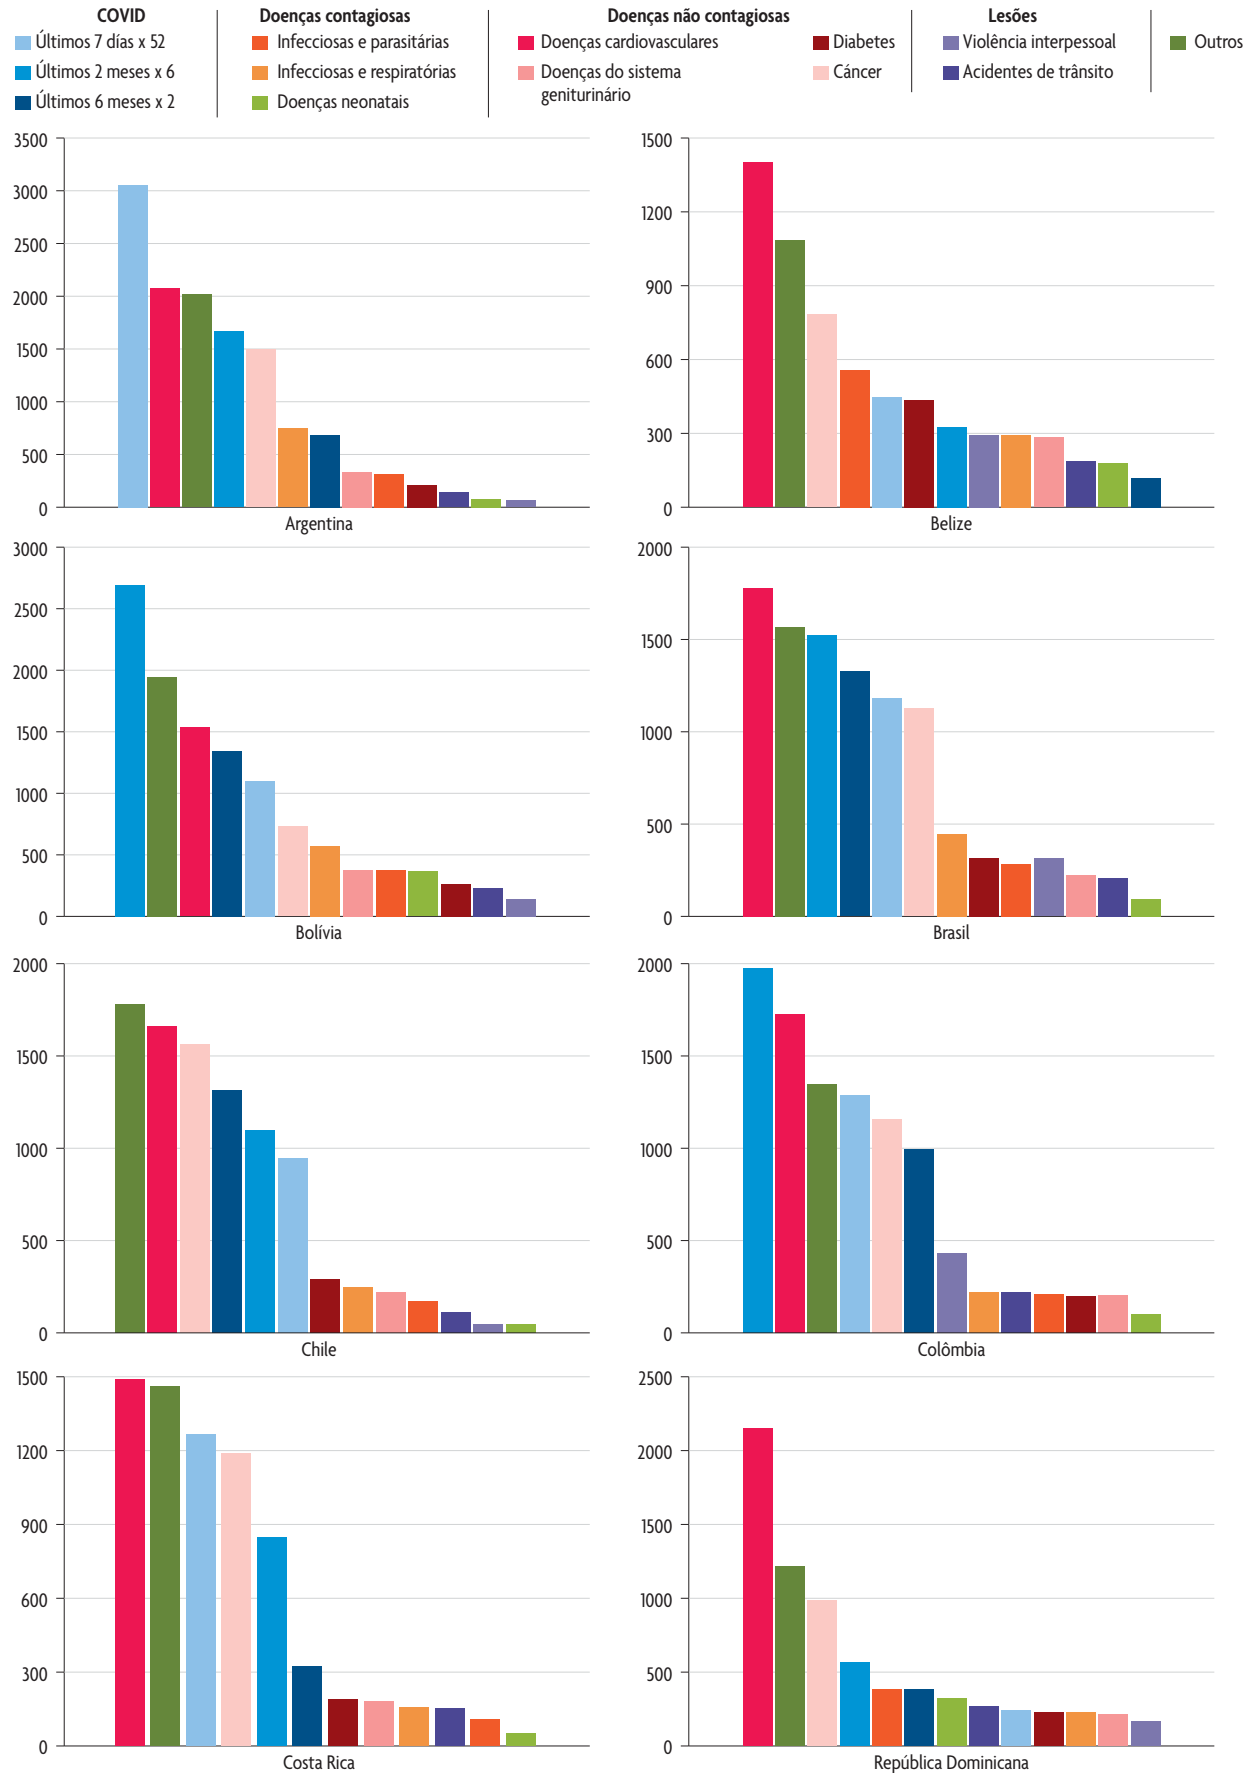 COVID
Últimos 7 días x 52
Últimos 2 meses x 6
Últimos 6 meses x 2
Doenças contagiosas
Infecciosas e parasitárias
Infecciosas e respiratórias
Doenças neonatais
Doenças não contagiosas
Doenças cardiovasculares
Doenças do sistema
geniturinário
Diabetes
Cáncer
Lesões
Violência interpessoal
Acidentes de trânsito
Outros
3500
3000
2500
2000
1500
1000
500
0
Argentina
1500
1200
900
600
300
0
Belize
3000
2500
2000
1500
1000
500
0
Bolívia
2000
1500
1000
500
0
Brasil
2000
1500
1000
500
0
Chile
2000
1500
1000
500
0
Colômbia
1500
1200
900
600
300
0
Costa Rica
2500
2000
1500
1000
500
0
República Dominicana